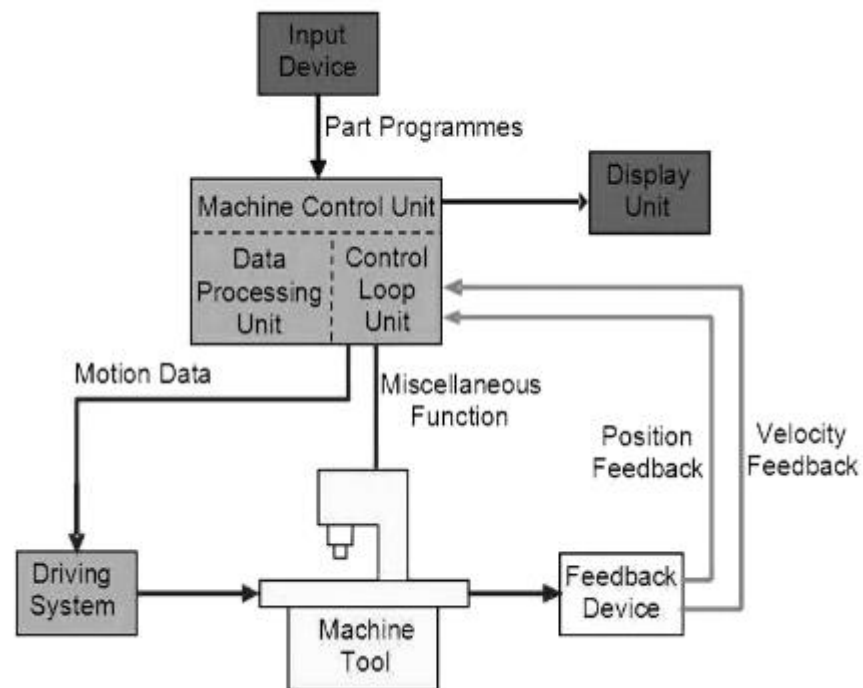 Input
Device
Part Programmes
Machine Control Unit
Display
Unit
Data
Processing
Unit
Control
Loop
Unit
Motion Data
Miscellaneous
Function
Position
Feedback
Velocity
Feedback
Driving
System
Machine
Tool
Feedback
Device